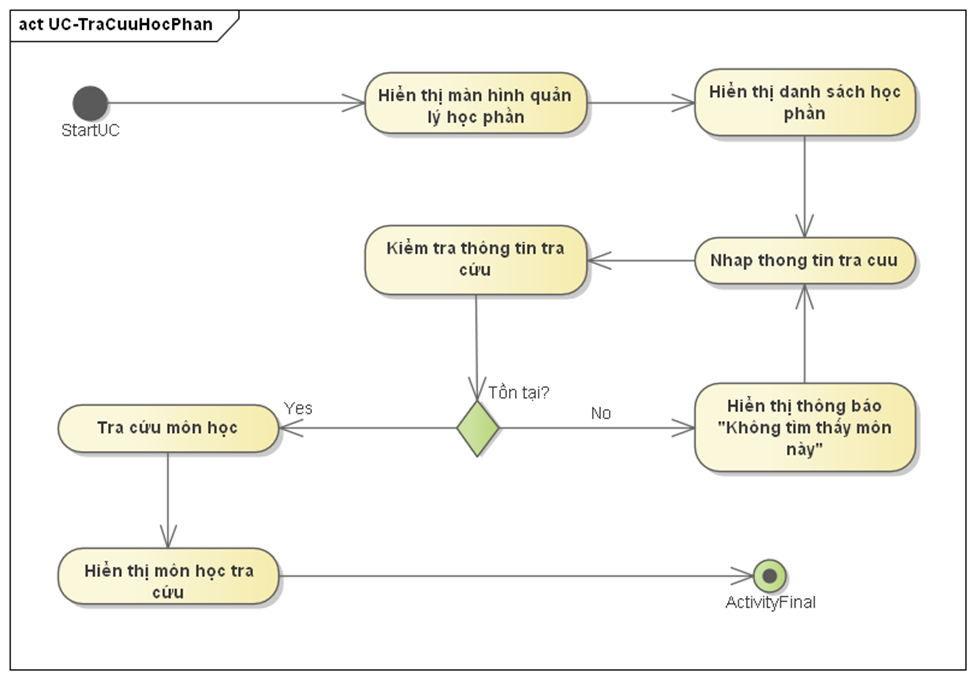 act UC-TraCuuHocPhan
StartUC
Hiển thị màn hình quản
lý học phần
Hiển thị danh sách học
phần
Kiểm tra thông tin tra
cứu
Nhap thong tin tra cuu
Tồn tại?
Yes
No
Tra cứu môn học
Hiển thị thông báo
"Không tìm thấy môn
này"
Hiển thị môn học tra
cứu
ActivityFinal